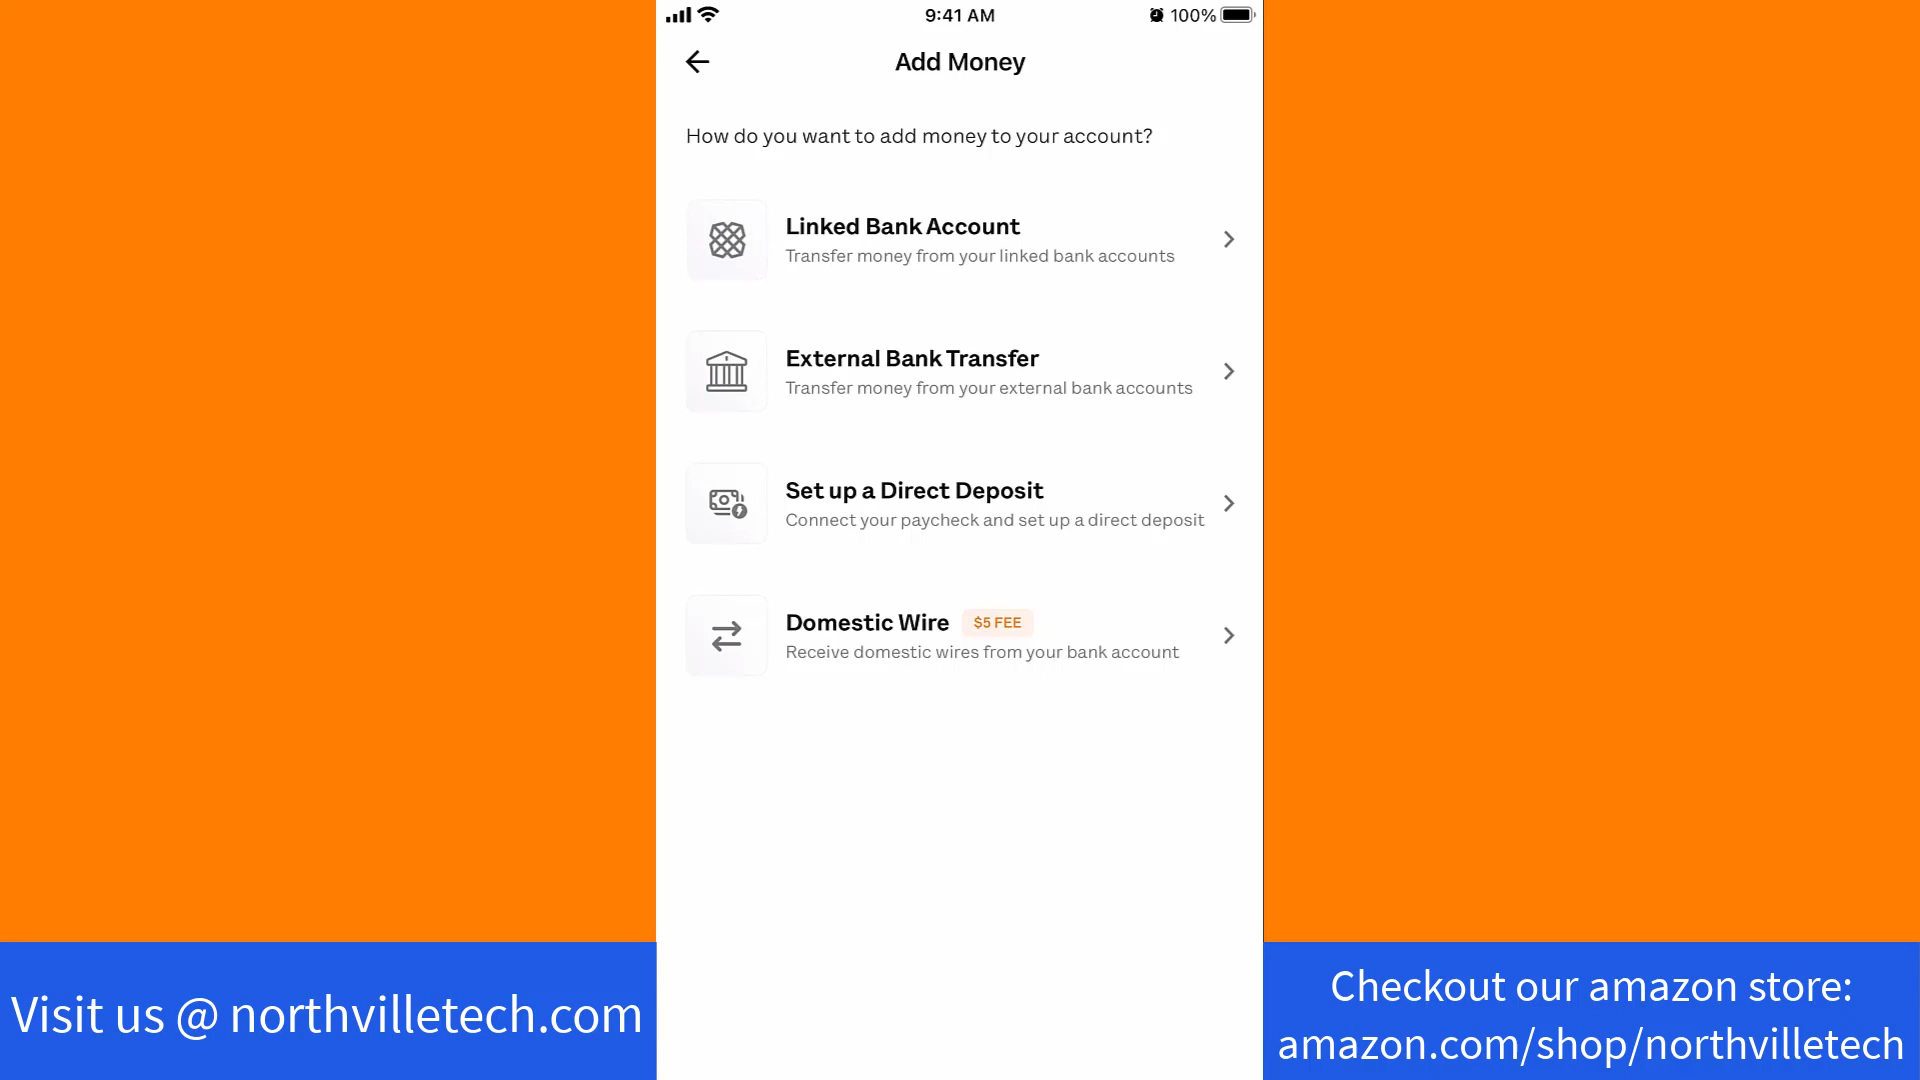 9:41 AM
100%
Add Money
How do you want to add money to your account?
Linked Bank Account
Transfer money from your linked bank accounts
External Bank Transfer
Transfer money from your external bank accounts
Set up a Direct Deposit
Connect your paycheck and set up a direct deposit
Domestic Wire $5 FEE
Receive domestic wires from your bank account
Visit us @ northvilletech.com
Checkout our amazon store:
amazon.com/shop/northvilletech